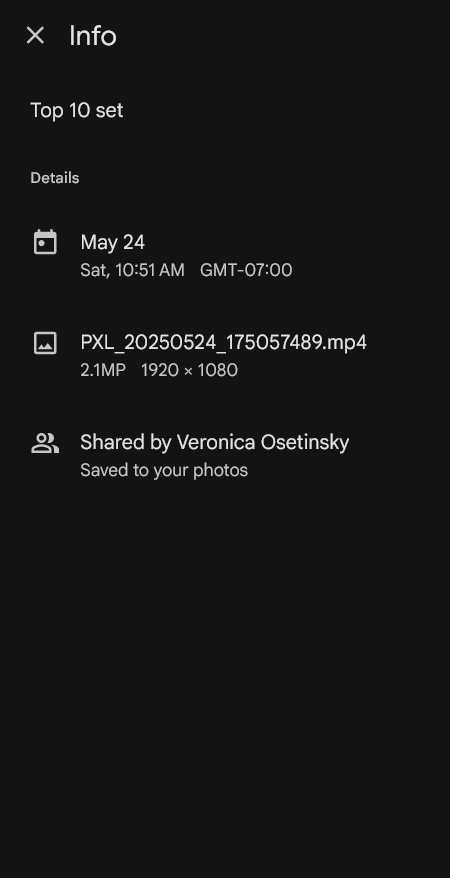 Info
Top 10 set
Details
May 24
Sat, 10:51 AM GMT-07:00
PXL_20250524_175057489.mp4
2.1MP 1920 × 1080
Shared by Veronica Osetinsky
Saved to your photos